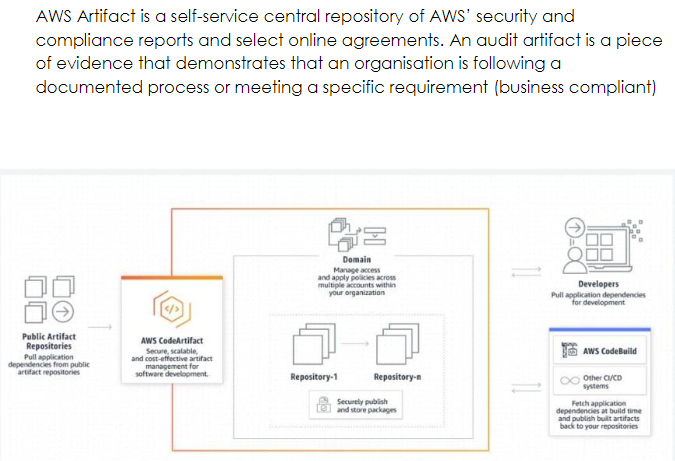 AWS Artifact is a self-service central repository of AWS' security and
compliance reports and select online agreements. An audit artifact is a piece
of evidence that demonstrates that an organisation is following a
documented process or meeting a specific requirement (business compliant)
Public Artifact
Repositories
Pull application
dependencies from public
artifact repositories
</>
AWS CodeArtifact
Secure, scalable,
and cost-effective artifact
management for
software development.
Domain
Manage access
and apply policies across
multiple accounts within
your organization
Repository-1
Repository-n
Securely publish
and store packages
Developers
Pull application dependencies
for development
AWS CodeBuild
Other CI/CD
systems
Fetch application
dependencies at build time
and publish built artifacts
back to your repositories